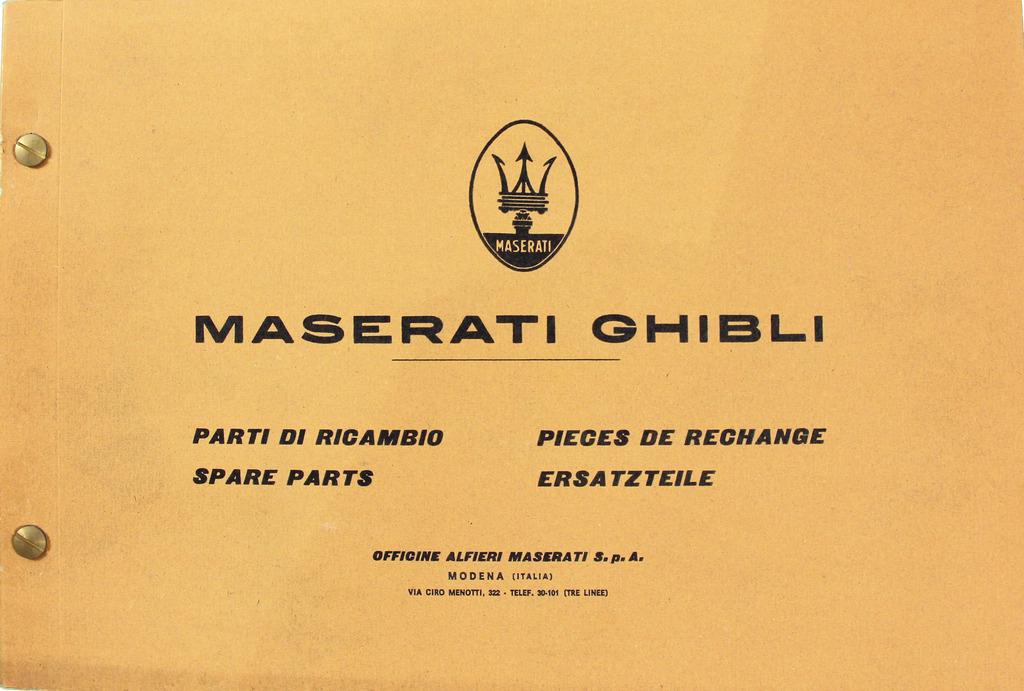 MASERATI
MASERATI GHIBLI
PARTI DI RICAMBIO
SPARE PARTS
PIECES DE RECHANGE
ERSATZTEILE
OFFICINE ALFIERI MASERATI S.p.A.
MODENA (ITALIA)
VIA CIRO MENOTTI, 322 - TELEF. 30-101 (TRE LINEE)